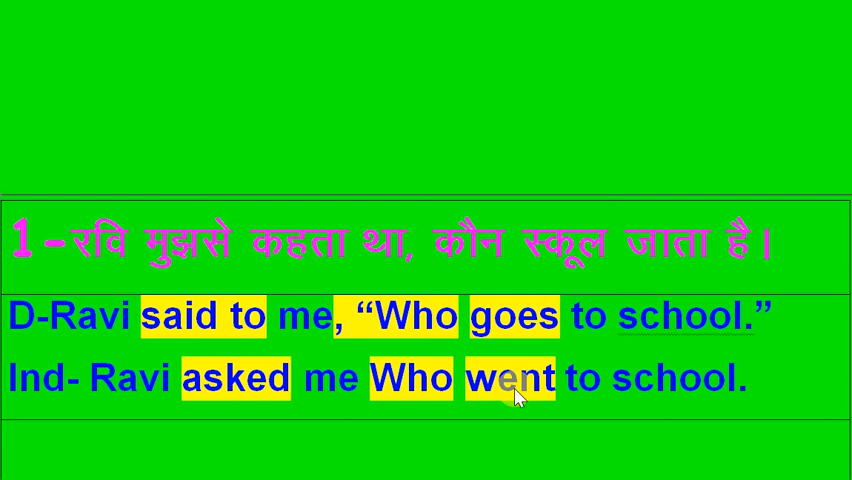 1-रवि मुझसे कहता था, कौन स्कूल जाता है।
D-Ravi said to me, “Who goes to school.”
Ind- Ravi asked me Who went to school.